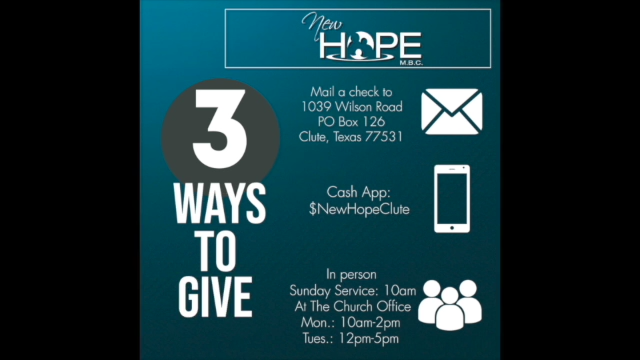 New
HOPE
M.B.C.
3
WAYS
TO
GIVE
Mail a check to
1039 Wilson Road
PO Box 126
Clute, Texas 77531
Cash App:
$NewHopeClute
In person
Sunday Service: 10am
At The Church Office
Mon.: 10am-2pm
Tues.: 12pm-5pm